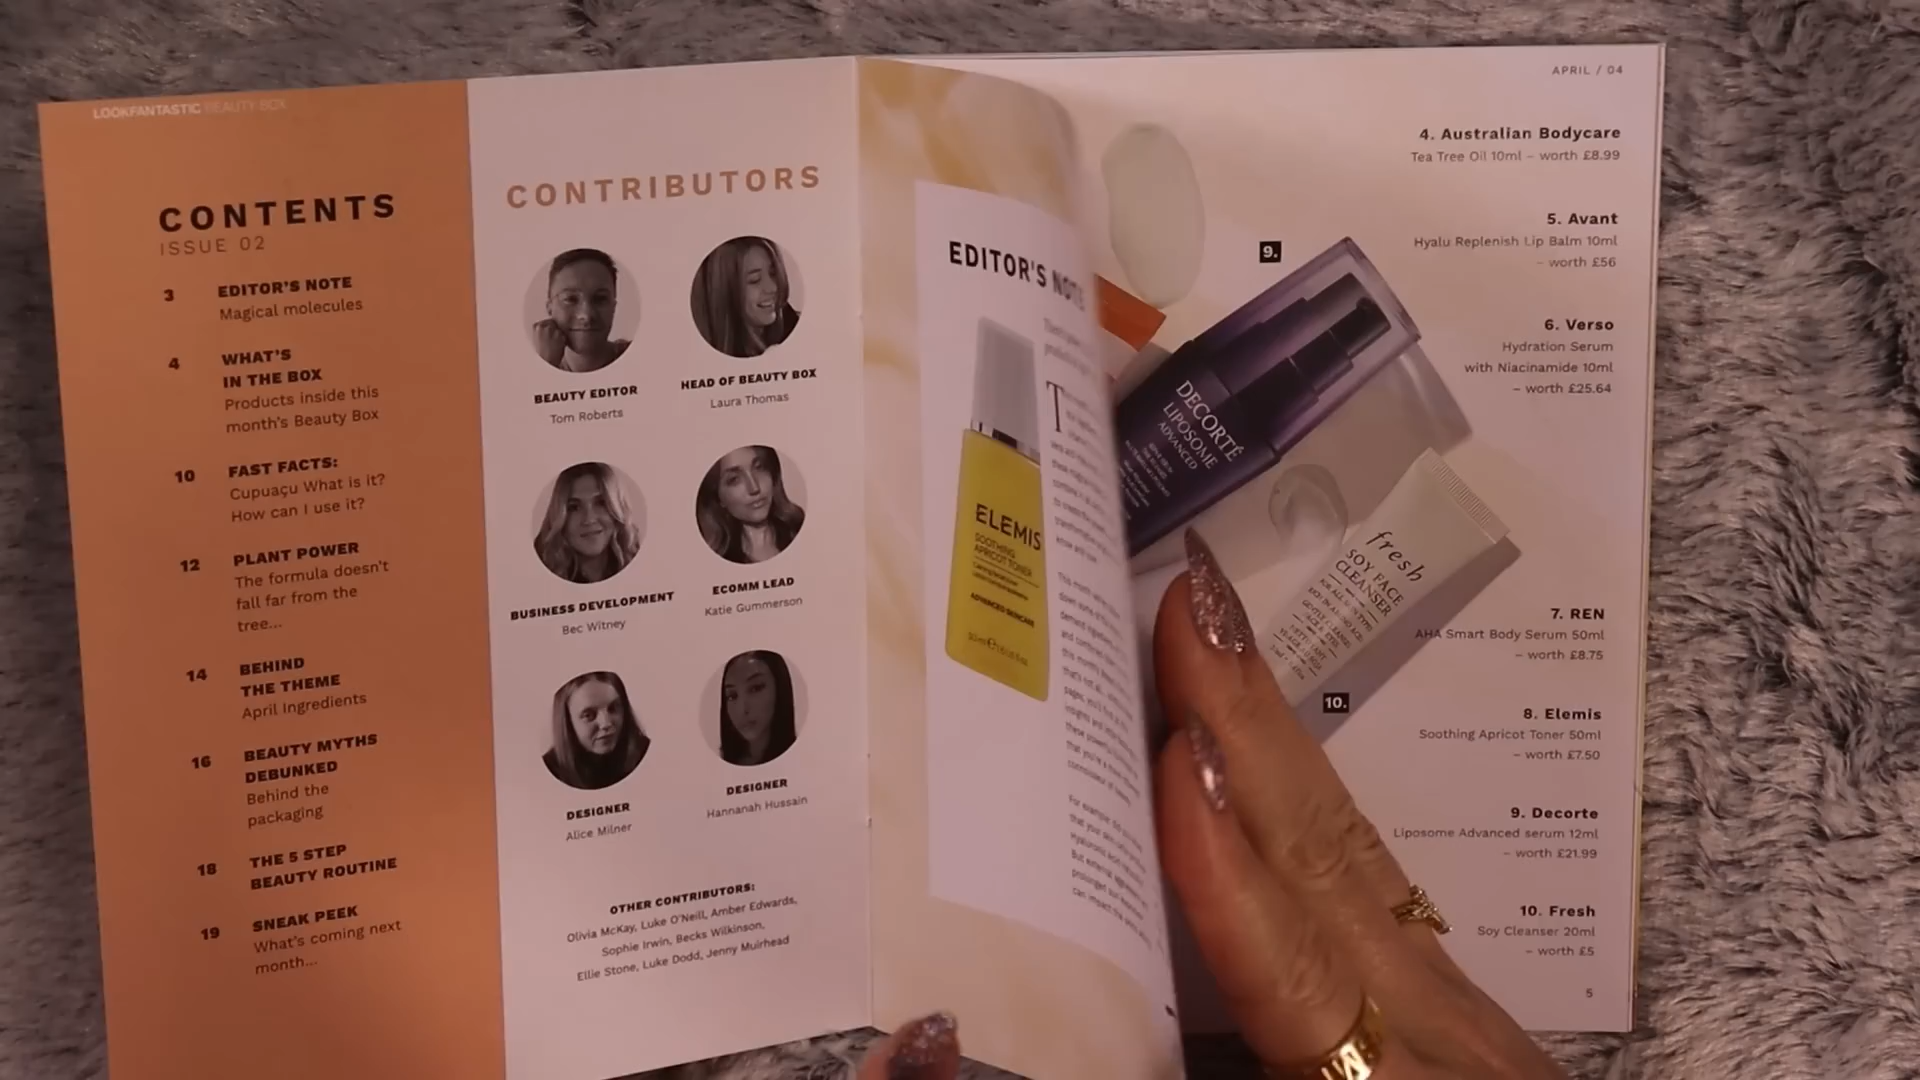 LOOKFANTASTIC BEAUTY BOX
CONTENTS
ISSUE 02
3
EDITOR'S NOTE
Magical molecules
4
WHAT'S
IN THE BOX
Products inside this
month's Beauty Box
10
FAST FACTS:
Cupuaçu What is it?
How can I use it?
12
PLANT POWER
The formula doesn't
fall far from the
tree...
14
BEHIND
THE THEME
April Ingredients
16
BEAUTY MYTHS
DEBUNKED
Behind the
packaging
18
THE 5 STEP
BEAUTY ROUTINE
19
SNEAK PEEK
What's coming next
month...
CONTRIBUTORS
BEAUTY EDITOR
Tom Roberts
HEAD OF BEAUTY BOX
Laura Thomas
BUSINESS DEVELOPMENT
Bec Witney
ECOMM LEAD
Katie Gummerson
DESIGNER
Alice Milner
DESIGNER
Hannanah Hussain
OTHER CONTRIBUTORS:
Olivia McKay, Luke O'Neill, Amber Edwards,
Sophie Irwin, Becks Wilkinson,
Ellie Stone, Luke Dodd, Jenny Muirhead
EDITOR'S NOTE
ELEMIS
SOOTHING
APRICOT TONER
ADVANCED SKINCARE
APRIL / 04
4. Australian Bodycare
Tea Tree Oil 10ml – worth £8.99
5. Avant
Hyalu Replenish Lip Balm 10ml
– worth £56
6. Verso
Hydration Serum
with Niacinamide 10ml
– worth £25.64
9.
DECORTÉ
LIPOSOME
ADVANCED
fresh
SOY FACE
CLEANSER
10.
7. REN
AHA Smart Body Serum 50ml
– worth £8.75
8. Elemis
Soothing Apricot Toner 50ml
– worth £7.50
9. Decorte
Liposome Advanced serum 12ml
– worth £21.99
10. Fresh
Soy Cleanser 20ml
– worth £5
5